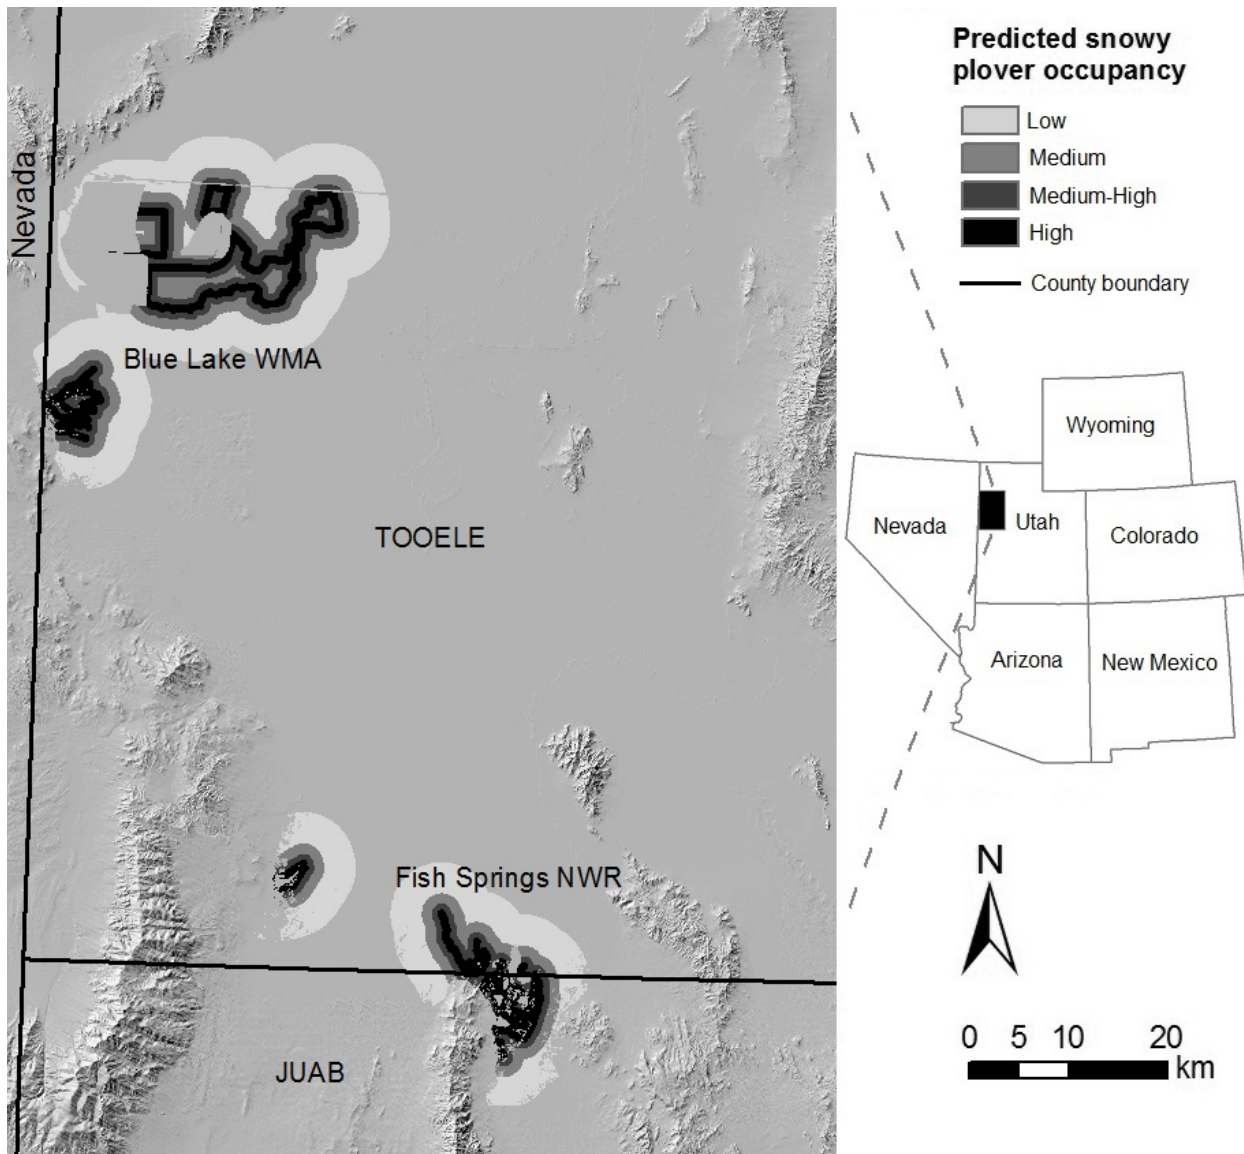 Nevada
Blue Lake WMA
TOOELE
Fish Springs NWR
JUAB
Predicted snowy
plover occupancy
Low
Medium
Medium-High
High
County boundary
Wyoming
Nevada
Utah
Colorado
Arizona
New Mexico
N
0 5 10 20
km